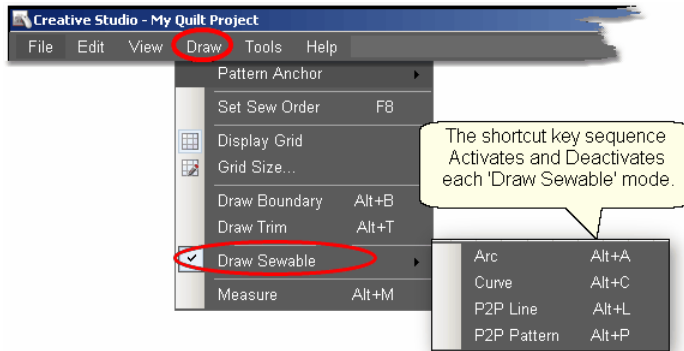 Creative Studio - My Quilt Project
File Edit View Draw Tools Help
Pattern Anchor
Set Sew Order F8
Display Grid
Grid Size...
Draw Boundary Alt+B
Draw Trim Alt+T
Draw Sewable
Measure Alt+M
The shortcut key sequence
Activates and Deactivates
each 'Draw Sewable' mode.
Arc Alt+A
Curve Alt+C
P2P Line Alt+L
P2P Pattern Alt+P